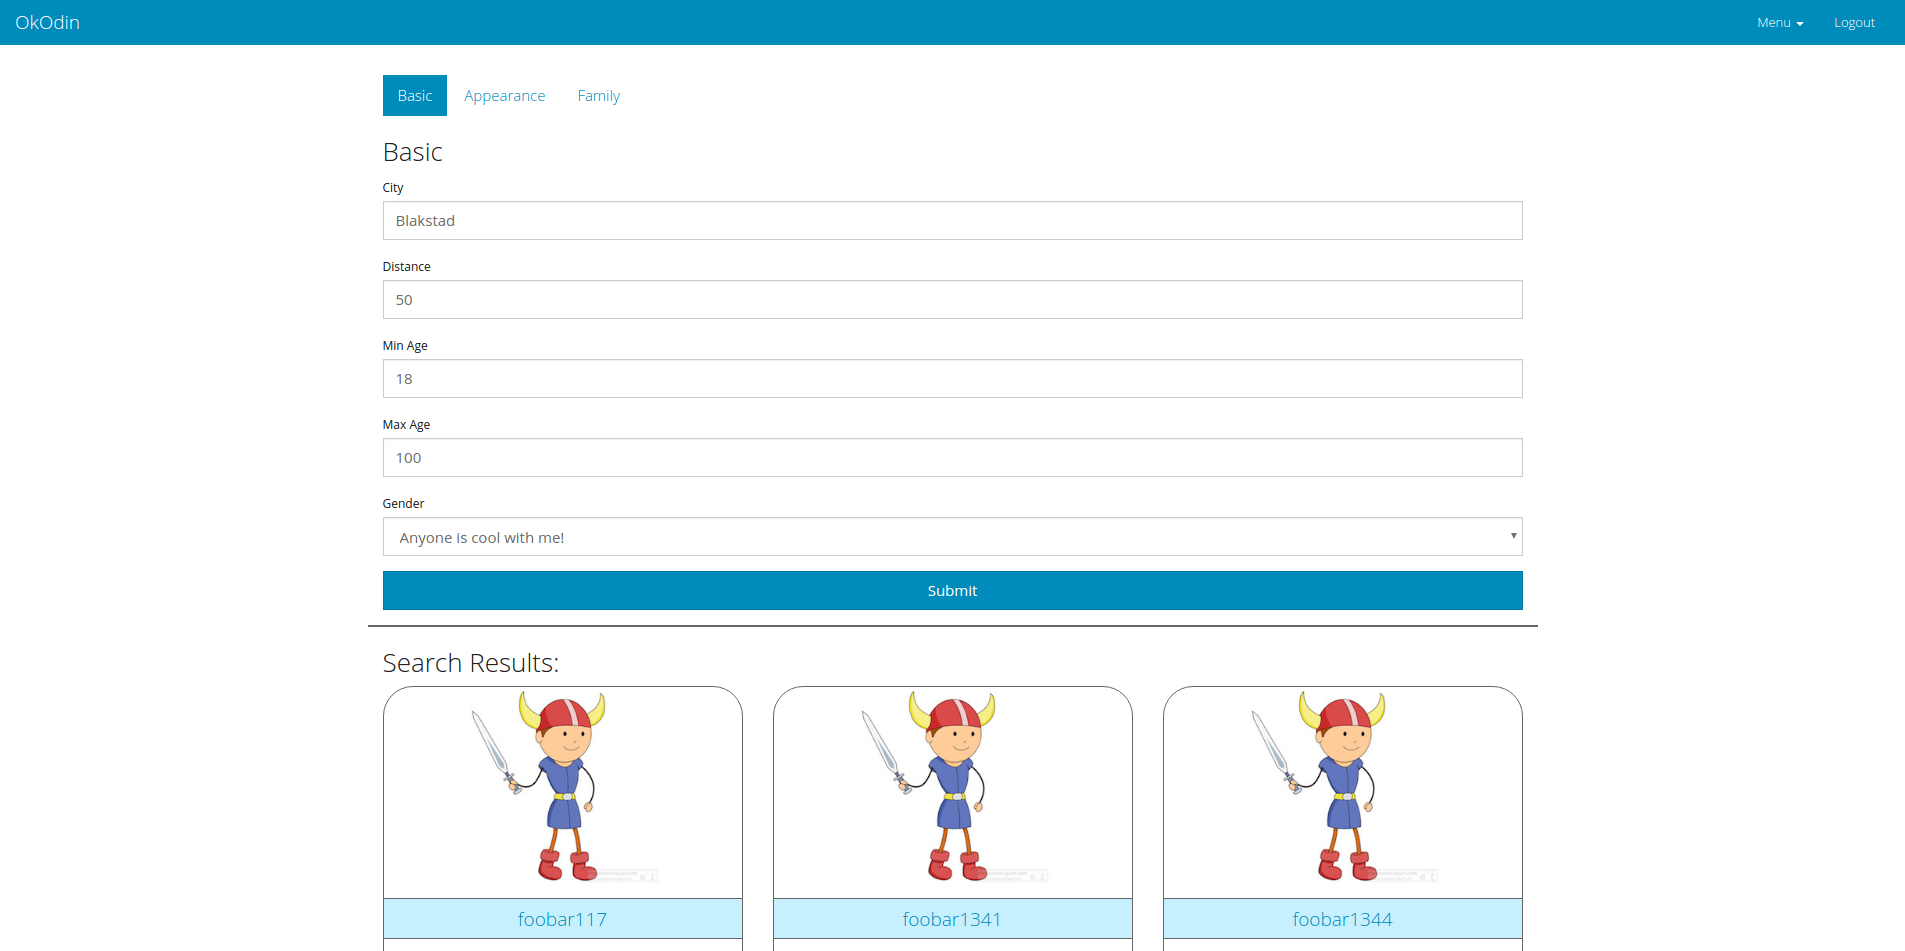 OkOdin
Menu
Logout
Basic
Appearance
Family
Basic
City
Blakstad
Distance
50
Min Age
18
Max Age
100
Gender
Anyone is cool with me!
Submit
Search Results:
foobar117
foobar1341
foobar1344